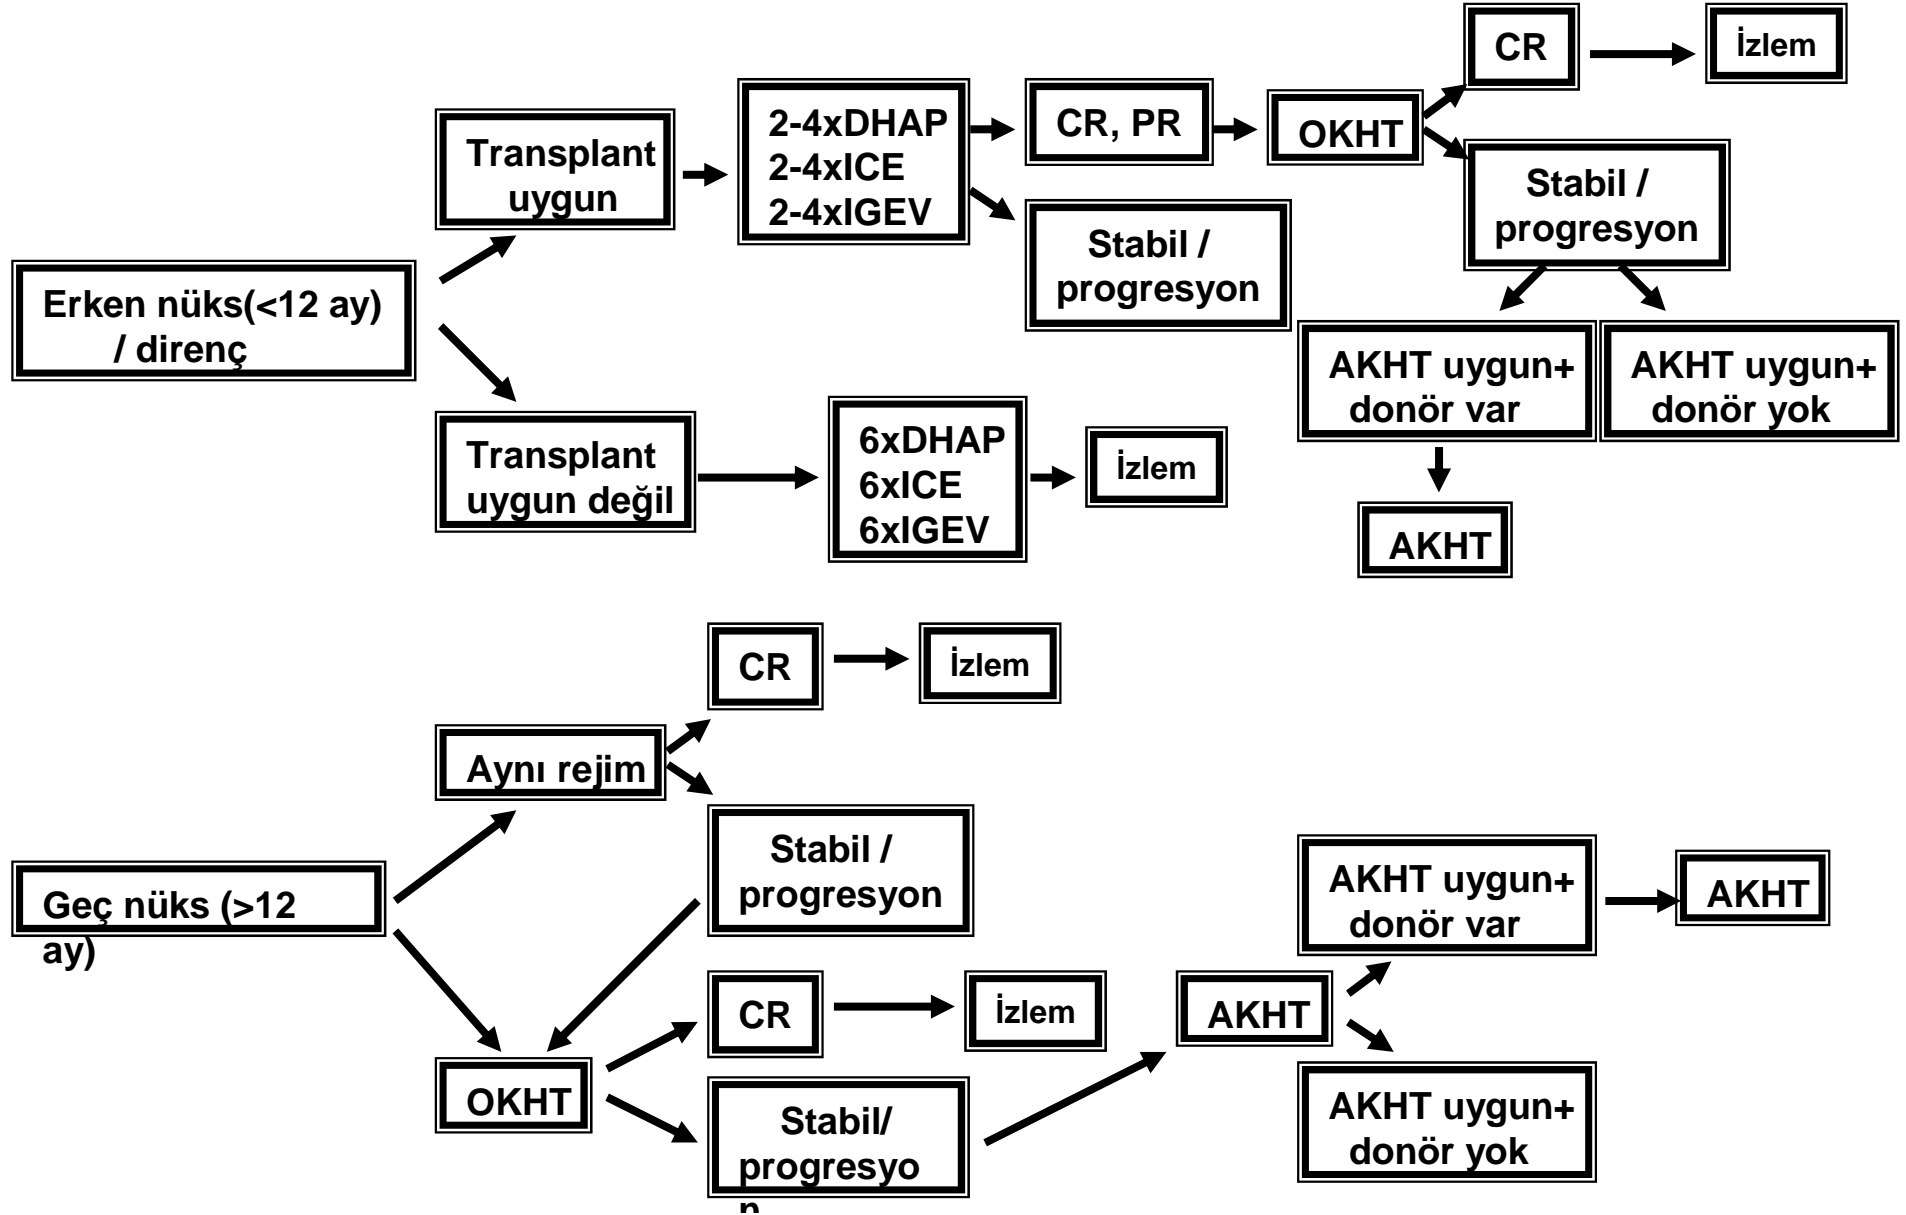 Erken nüks(<12 ay)
/ direnç
Transplant
uygun
2-4xDHAP
2-4xICE
2-4xIGEV
CR, PR
OKHT
CR
İzlem
Stabil /
progresyon
Stabil /
progresyon
AKHT uygun+
donör var
AKHT uygun+
donör yok
AKHT
Transplant
uygun değil
6xDHAP
6xICE
6xIGEV
İzlem
Geç nüks (>12
ay)
Aynı rejim
CR
İzlem
Stabil /
progresyon
OKHT
CR
İzlem
Stabil/
progresyo
n
AKHT
AKHT uygun+
donör var
AKHT
AKHT uygun+
donör yok